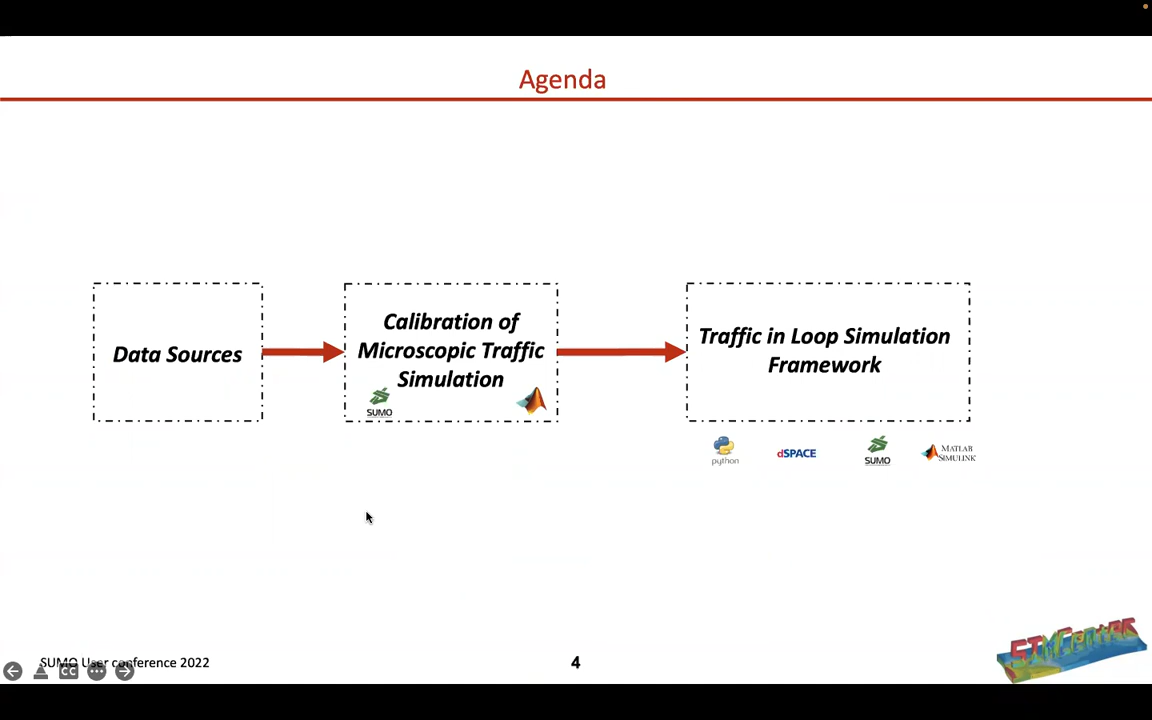 Agenda
Data Sources
Calibration of
Microscopic Traffic
Simulation
SUMO
Traffic in Loop Simulation
Framework
python
dSPACE
SUMO
MATLAB
SIMULINK
SUMO User conference 2022
CC
4